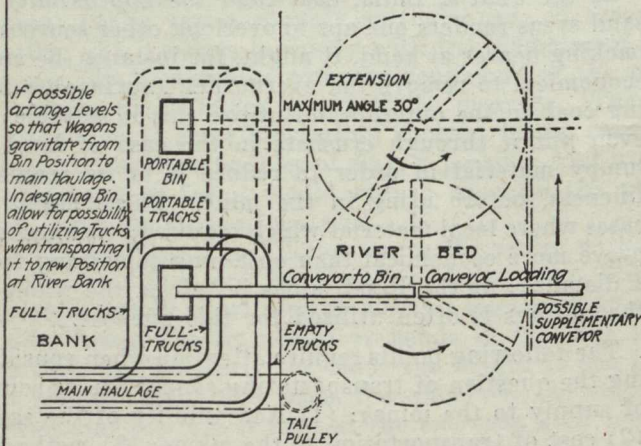 If possible
arrange Levels
so that Wagons
gravitate from
Bin Position to
main Haulage.
In designing Bin
allow for possibility
of utilizing Trucks
when transporting
it to new Position
at River Bank
FULL TRUCKS
BANK
MAIN HAULAGE
PORTABLE
BIN
PORTABLE
TRACKS
FULL
TRUCKS
EMPTY
TRUCKS
TAIL
PULLEY
EXTENSION
MAXIMUM ANGLE 30°
RIVER BED
Conveyor to Bin
Conveyor Loading
POSSIBLE
SUPPLEMENTARY
CONVEYOR